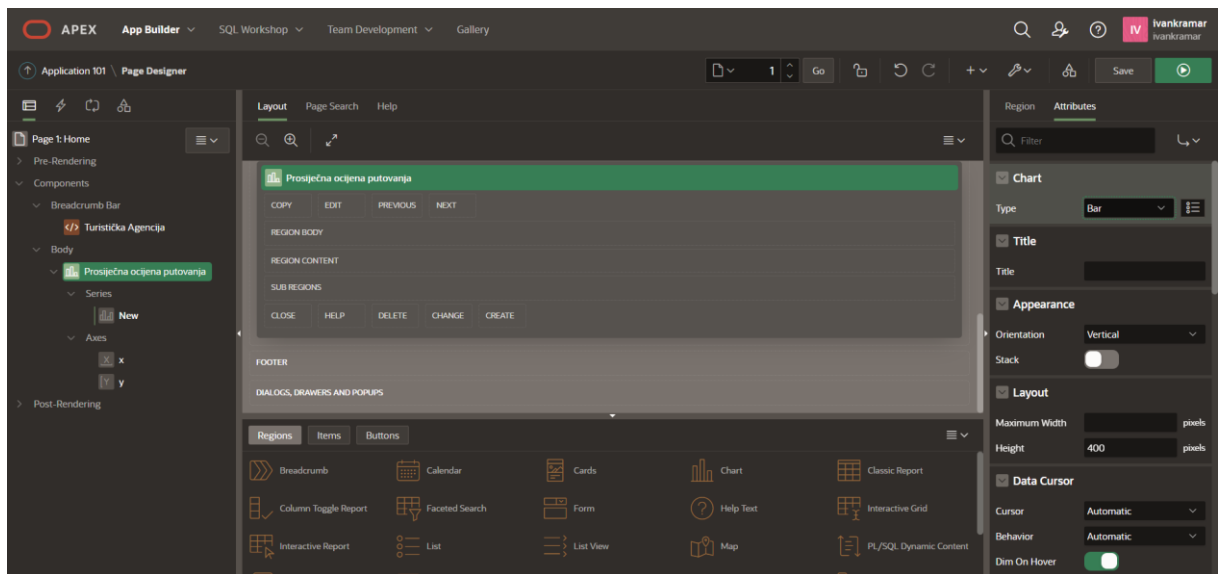 APEX App Builder SQL Workshop Team Development Gallery IV ivankramar
ivankramar
Application 101 \ Page Designer 1 Go Save
Layout Page Search Help
Region Attributes
Page 1: Home
Filter
Pre-Rendering
Components
Breadcrumb Bar
</> Turistička Agencija
Body
Prosiječna ocijena putovanja
Series
New
Axes
x
y
Post-Rendering
Prosiječna ocijena putovanja
COPY EDIT PREVIOUS NEXT
REGION BODY
REGION CONTENT
SUB REGIONS
CLOSE HELP DELETE CHANGE CREATE
FOOTER
DIALOGS, DRAWERS AND POPUPS
Regions Items Buttons
Breadcrumb Calendar Cards Chart Classic Report
Column Toggle Report Faceted Search Form Help Text Interactive Grid
Interactive Report List List View Map PL/SQL Dynamic Content
Chart
Type Bar
Title
Title
Appearance
Orientation Vertical
Stack
Layout
Maximum Width pixels
Height 400 pixels
Data Cursor
Cursor Automatic
Behavior Automatic
Dim On Hover